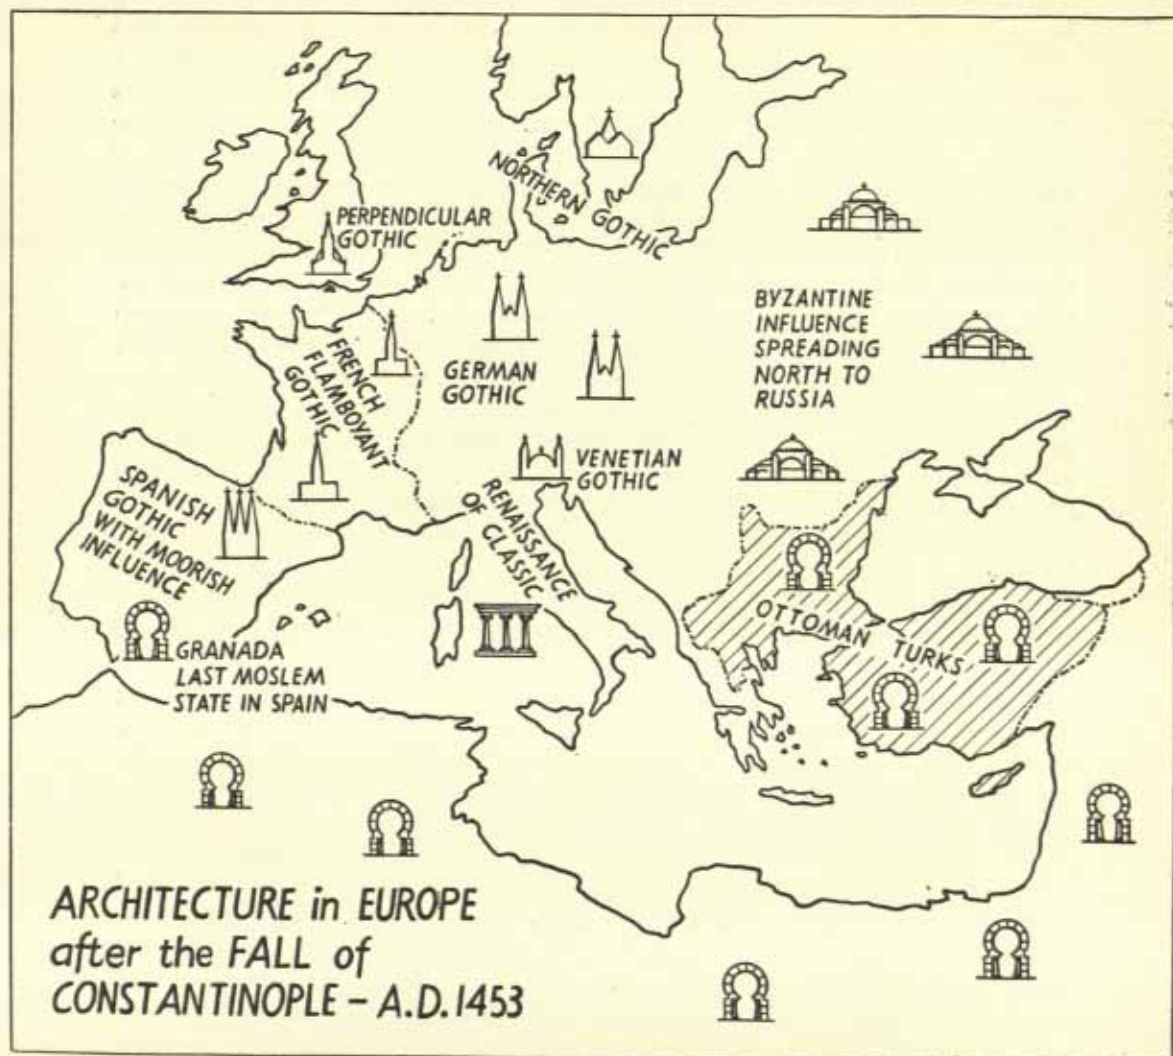 PERPENDICULAR
GOTHIC
NORTHERN GOTHIC
BYZANTINE
INFLUENCE
SPREADING
NORTH TO
RUSSIA
FRENCH
FLAMBOYANT
GOTHIC
GERMAN
GOTHIC
VENETIAN
GOTHIC
SPANISH
GOTHIC
WITH MOORISH
INFLUENCE
RENAISSANCE
OF CLASSIC
OTTOMAN TURKS
GRANADA
LAST MOSLEM
STATE IN SPAIN
ARCHITECTURE in EUROPE
after the FALL of
CONSTANTINOPLE – A.D. 1453